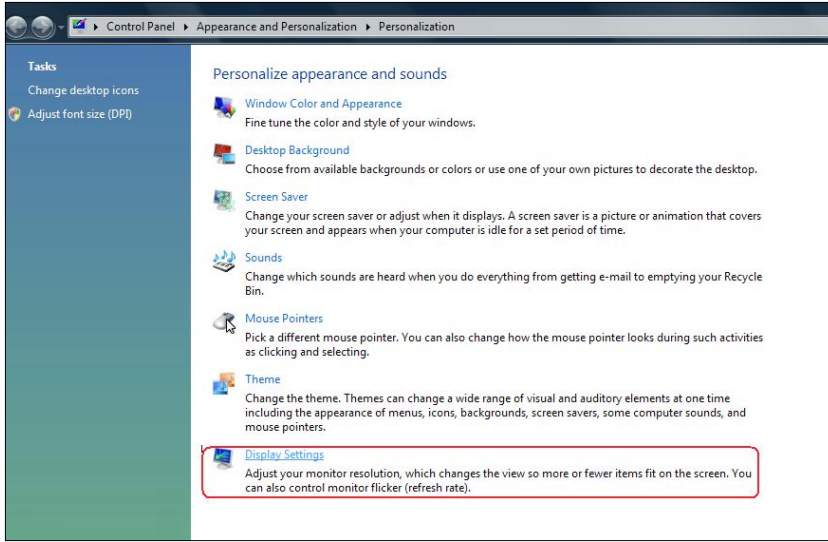 Control Panel ▸ Appearance and Personalization ▸ Personalization
Tasks
Change desktop icons
Adjust font size (DPI)
Personalize appearance and sounds
Window Color and Appearance
Fine tune the color and style of your windows.
Desktop Background
Choose from available backgrounds or colors or use one of your own pictures to decorate the desktop.
Screen Saver
Change your screen saver or adjust when it displays. A screen saver is a picture or animation that covers
your screen and appears when your computer is idle for a set period of time.
Sounds
Change which sounds are heard when you do everything from getting e-mail to emptying your Recycle
Bin.
Mouse Pointers
Pick a different mouse pointer. You can also change how the mouse pointer looks during such activities
as clicking and selecting.
Theme
Change the theme. Themes can change a wide range of visual and auditory elements at one time
including the appearance of menus, icons, backgrounds, screen savers, some computer sounds, and
mouse pointers.
Display Settings
Adjust your monitor resolution, which changes the view so more or fewer items fit on the screen. You
can also control monitor flicker (refresh rate).